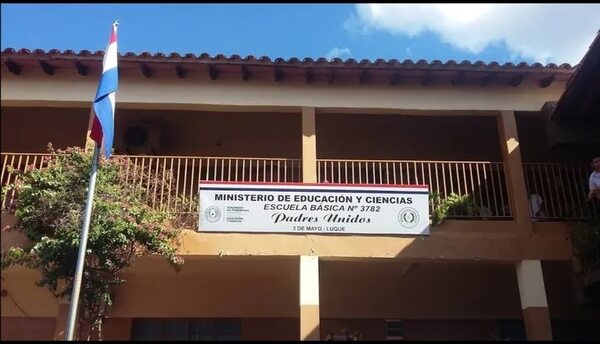 MINISTERIO DE EDUCACIÓN Y CIENCIAS
ESCUELA BÁSICA Nº 3782
Padres Unidos
3 DE MAYO - LUQUE